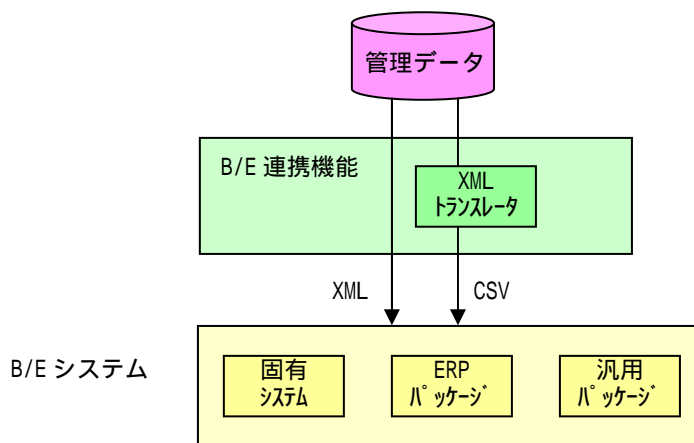 管理データ
B/E 連携機能
XML
ﾄﾗﾝｽﾚｰﾀ
XML
CSV
B/E システム
固有
ｼｽﾃﾑ
ERP
ﾊﾟｯｹｰｼﾞ
汎用
ﾊﾟｯｹｰｼﾞ